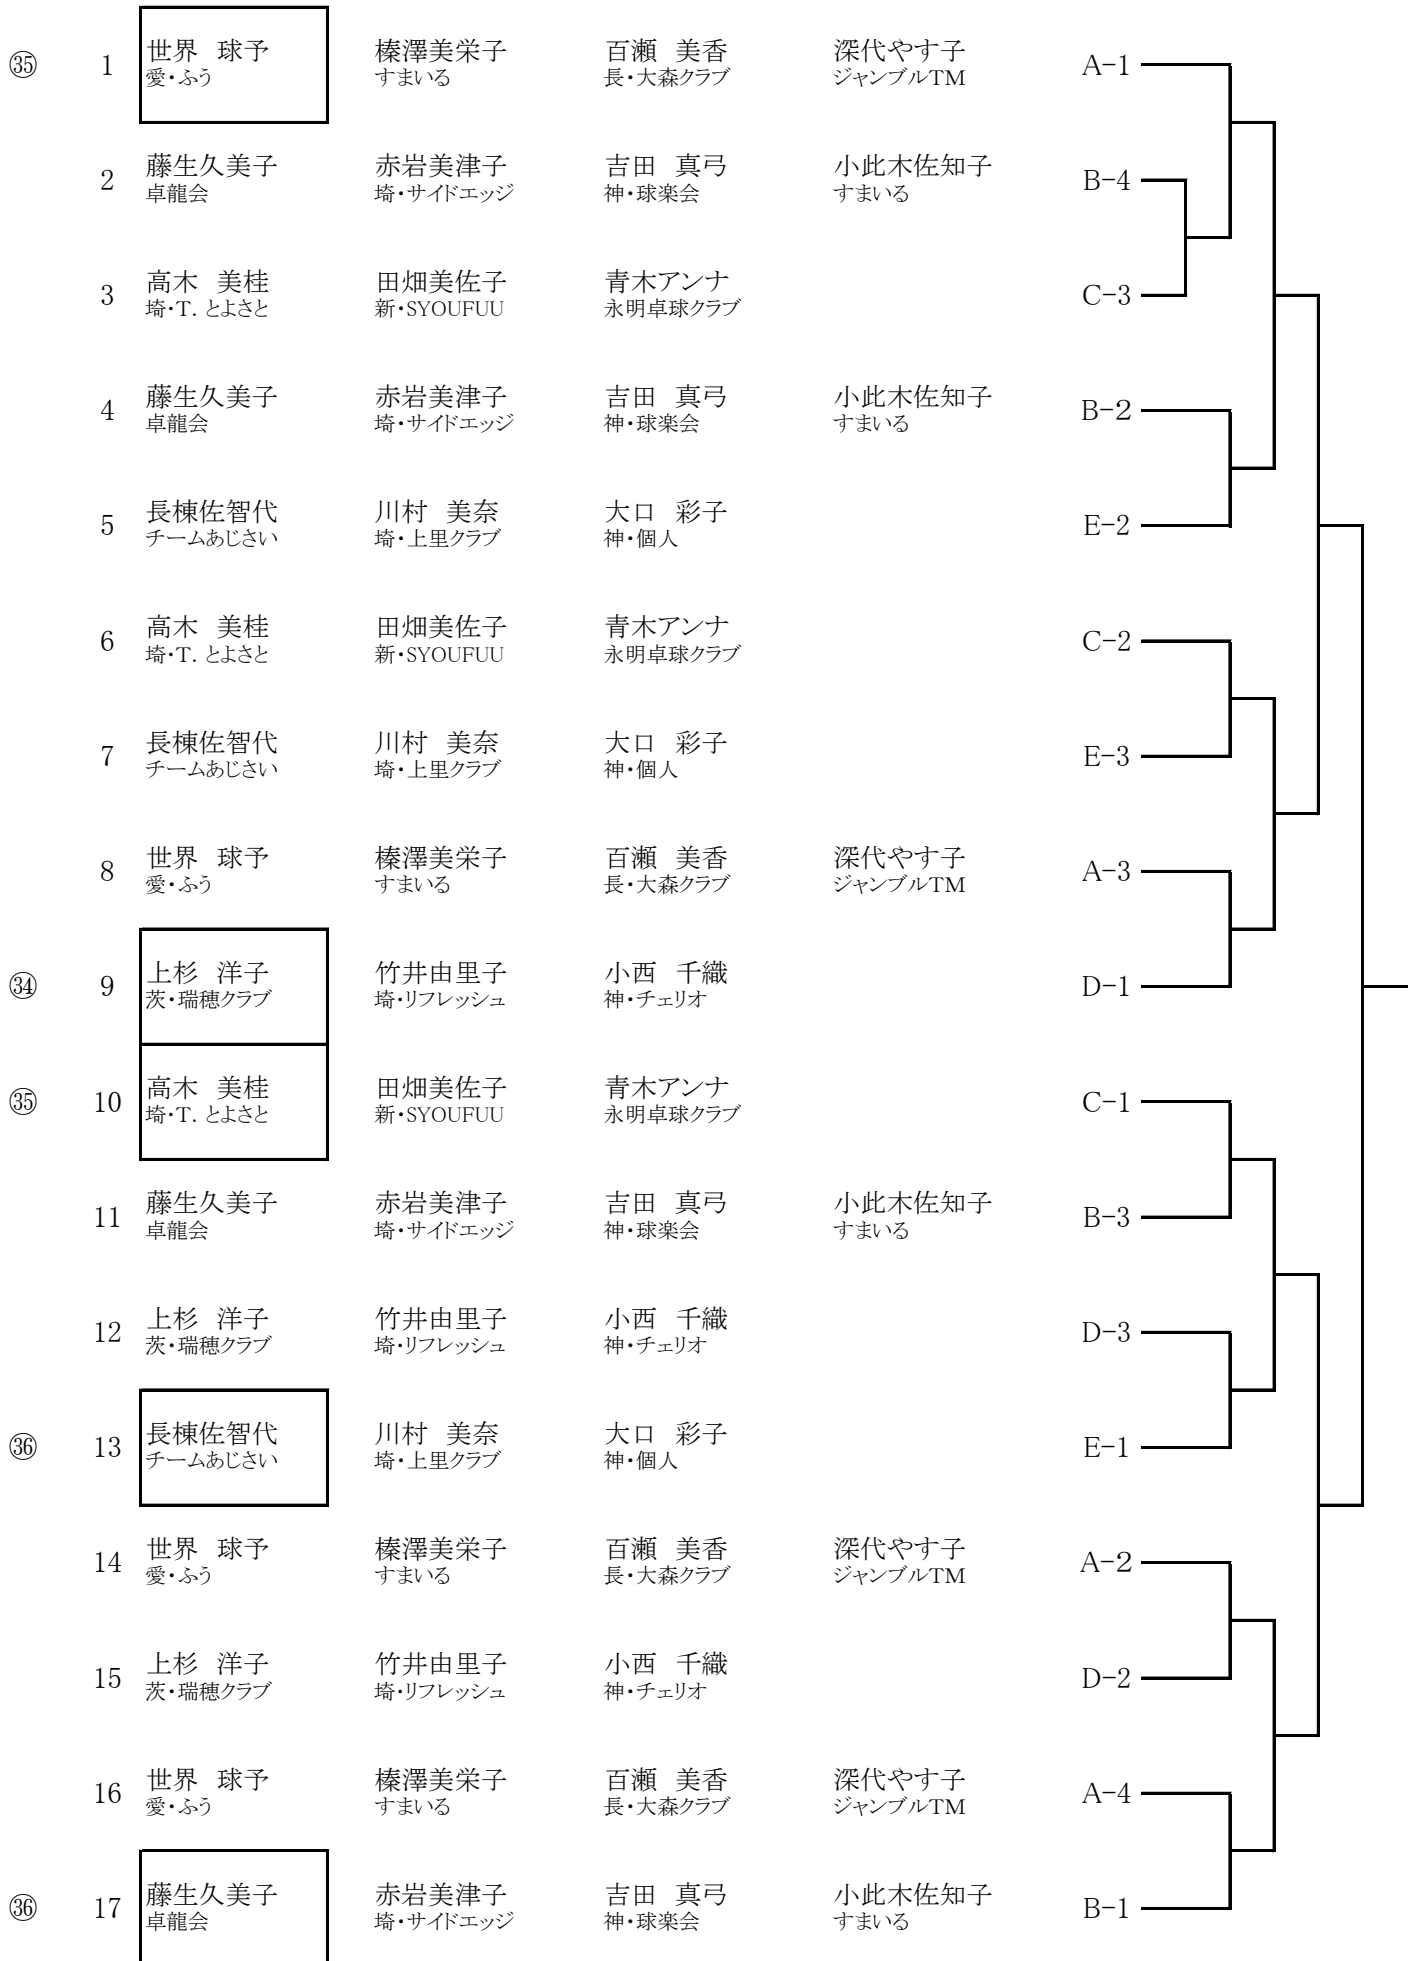 ㉟ 1 世界 球予 榛澤美栄子 百瀬 美香 深代やす子 A-1
愛・ふう すまいる 長・大森クラブ ジャンブルTM
2 藤生久美子 赤岩美津子 吉田 真弓 小此木佐知子 B-4
卓龍会 埼・サイドエッジ 神・球楽会 すまいる
3 高木 美桂 田畑美佐子 青木アンナ C-3
埼・T. とよさと 新・SYOUFUU 永明卓球クラブ
4 藤生久美子 赤岩美津子 吉田 真弓 小此木佐知子 B-2
卓龍会 埼・サイドエッジ 神・球楽会 すまいる
5 長棟佐智代 川村 美奈 大口 彩子 E-2
チームあじさい 埼・上里クラブ 神・個人
6 高木 美桂 田畑美佐子 青木アンナ C-2
埼・T. とよさと 新・SYOUFUU 永明卓球クラブ
7 長棟佐智代 川村 美奈 大口 彩子 E-3
チームあじさい 埼・上里クラブ 神・個人
8 世界 球予 榛澤美栄子 百瀬 美香 深代やす子 A-3
愛・ふう すまいる 長・大森クラブ ジャンブルTM
㉞ 9 上杉 洋子 竹井由里子 小西 千織 D-1
茨・瑞穂クラブ 埼・リフレッシュ 神・チェリオ
㉟ 10 高木 美桂 田畑美佐子 青木アンナ C-1
埼・T. とよさと 新・SYOUFUU 永明卓球クラブ
11 藤生久美子 赤岩美津子 吉田 真弓 小此木佐知子 B-3
卓龍会 埼・サイドエッジ 神・球楽会 すまいる
12 上杉 洋子 竹井由里子 小西 千織 D-3
茨・瑞穂クラブ 埼・リフレッシュ 神・チェリオ
㊱ 13 長棟佐智代 川村 美奈 大口 彩子 E-1
チームあじさい 埼・上里クラブ 神・個人
14 世界 球予 榛澤美栄子 百瀬 美香 深代やす子 A-2
愛・ふう すまいる 長・大森クラブ ジャンブルTM
15 上杉 洋子 竹井由里子 小西 千織 D-2
茨・瑞穂クラブ 埼・リフレッシュ 神・チェリオ
16 世界 球予 榛澤美栄子 百瀬 美香 深代やす子 A-4
愛・ふう すまいる 長・大森クラブ ジャンブルTM
㊱ 17 藤生久美子 赤岩美津子 吉田 真弓 小此木佐知子 B-1
卓龍会 埼・サイドエッジ 神・球楽会 すまいる